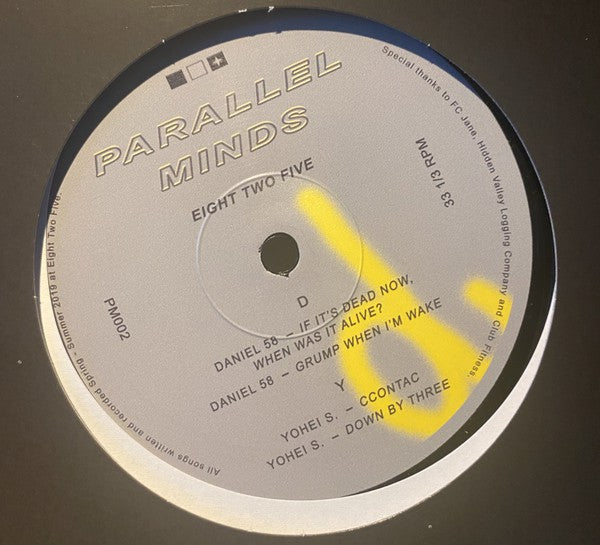 PARALLEL
MINDS
EIGHT TWO FIVE
33 1/3 RPM
PM002
D
DANIEL 58 – IF IT'S DEAD NOW,
WHEN WAS IT ALIVE?
DANIEL 58 – GRUMP WHEN I'M WAKE
Y
YOHEI S. – CCONTAC
YOHEI S. – DOWN BY THREE
Special thanks to FC Jane, Hidden Valley Logging Company and Club Fitness.
All songs written and recorded Spring - Summer 2019 at Eight Two Five.